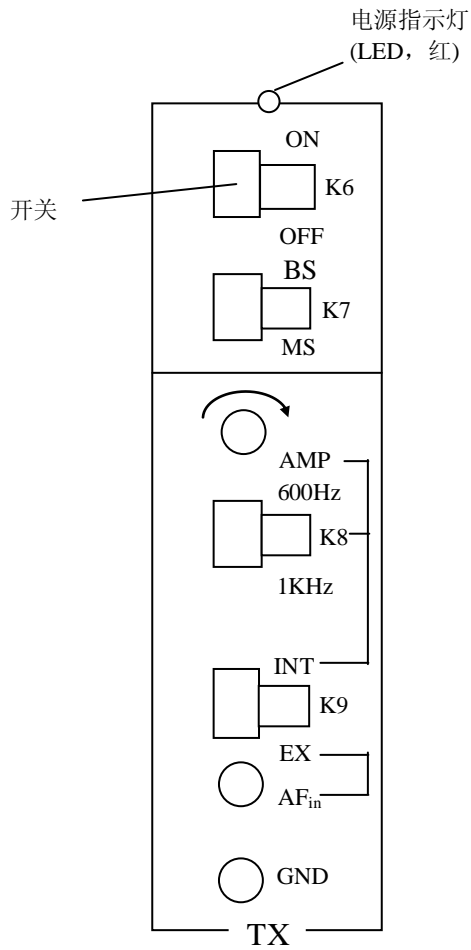 电源指示灯
(LED，红)
ON
K6
开关
OFF
BS
K7
MS
AMP
600Hz
K8
1KHz
INT
K9
EX
AFin
GND
TX